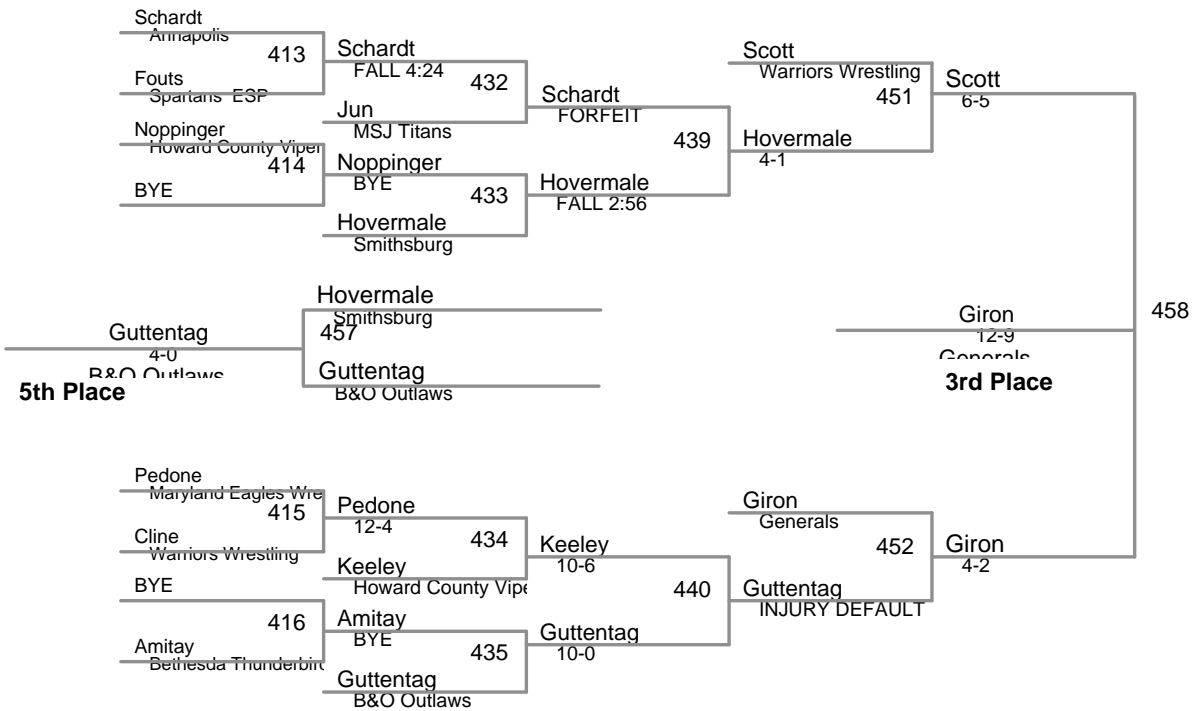 Schardt
Annapolis
413
Fouts
Spartans ESP
Noppinger
Howard County Viper
414
BYE
Schardt
FALL 4:24
432
Jun
MSJ Titans
Noppinger
BYE
433
Hovermale
Smithsburg
Schardt
FORFEIT
439
Hovermale
FALL 2:56
Scott
Warriors Wrestling
451
Hovermale
4-1
Scott
6-5
Hovermale
Smithsburg
457
Guttentag
4-0
B&O Outlaws
5th Place
Guttentag
B&O Outlaws
458
Giron
12-9
Generals
3rd Place
Pedone
Maryland Eagles Wre
415
Cline
Warriors Wrestling
BYE
416
Amitay
Bethesda Thunderbird
Pedone
12-4
434
Keeley
Howard County Vipe
Amitay
BYE
435
Guttentag
B&O Outlaws
Keeley
10-6
440
Guttentag
10-0
Giron
Generals
452
Guttentag
INJURY DEFAULT
Giron
4-2